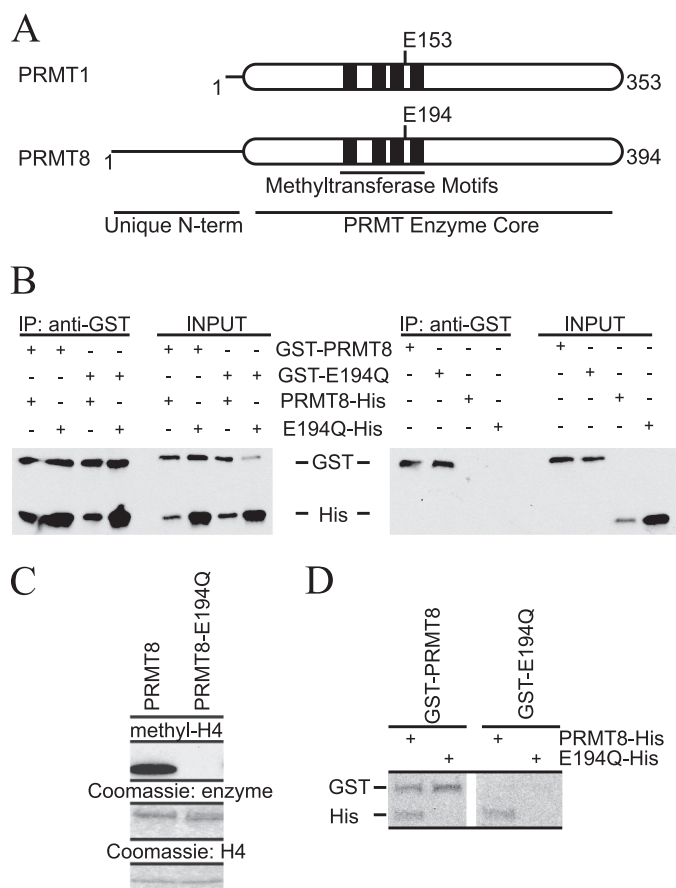 A
E153
PRMT1
1
353
E194
PRMT8
1
394
Methyltransferase Motifs
Unique N-term
PRMT Enzyme Core
B
IP: anti-GST INPUT IP: anti-GST INPUT
+ + - - + + - - GST-PRMT8 + - - - + - - -
- - + + - - + + GST-E194Q - + - - - + - -
+ - + - + - + - PRMT8-His - - + - - - + -
- + - + - + - + E194Q-His - - - + - - - +
GST
His
C
PRMT8
PRMT8-E194Q
methyl-H4
Coomassie: enzyme
Coomassie: H4
D
GST-PRMT8
GST-E194Q
+ + PRMT8-His
+ + E194Q-His
GST
His